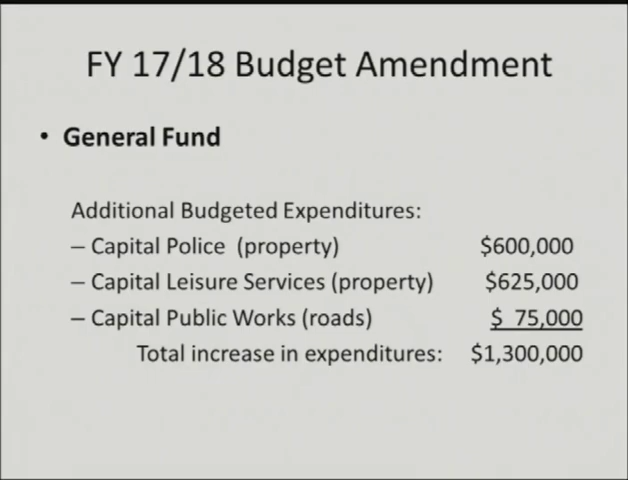 FY 17/18 Budget Amendment
• General Fund
Additional Budgeted Expenditures:
– Capital Police (property) $600,000
– Capital Leisure Services (property) $625,000
– Capital Public Works (roads) $ 75,000
Total increase in expenditures: $1,300,000